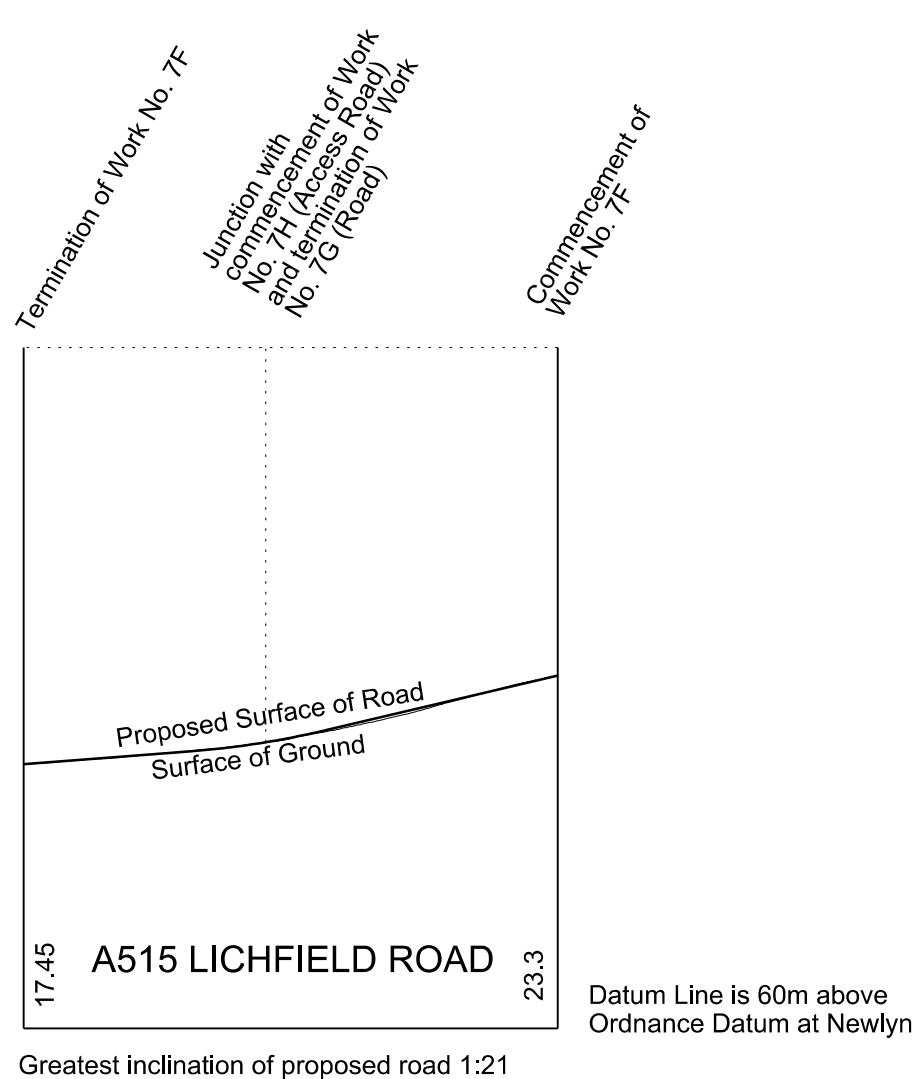 Termination of Work No. 7F
Junction with
commencement of Work
No. 7H (Access Road)
and termination of Work
No. 7G (Road)
Commencement of
Work No. 7F
Proposed Surface of Road
Surface of Ground
17.45
A515 LICHFIELD ROAD
23.3
Datum Line is 60m above
Ordnance Datum at Newlyn
Greatest inclination of proposed road 1:21